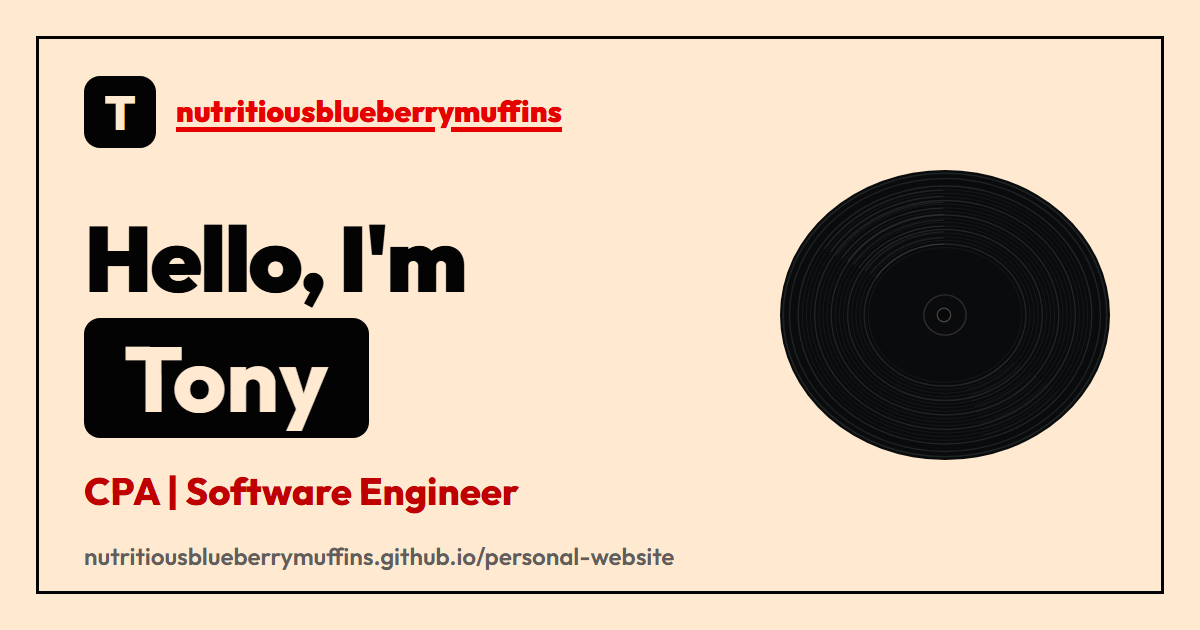 T
nutritiousblueberrymuffins
Hello, I'm
Tony
CPA | Software Engineer
nutritiousblueberrymuffins.github.io/personal-website